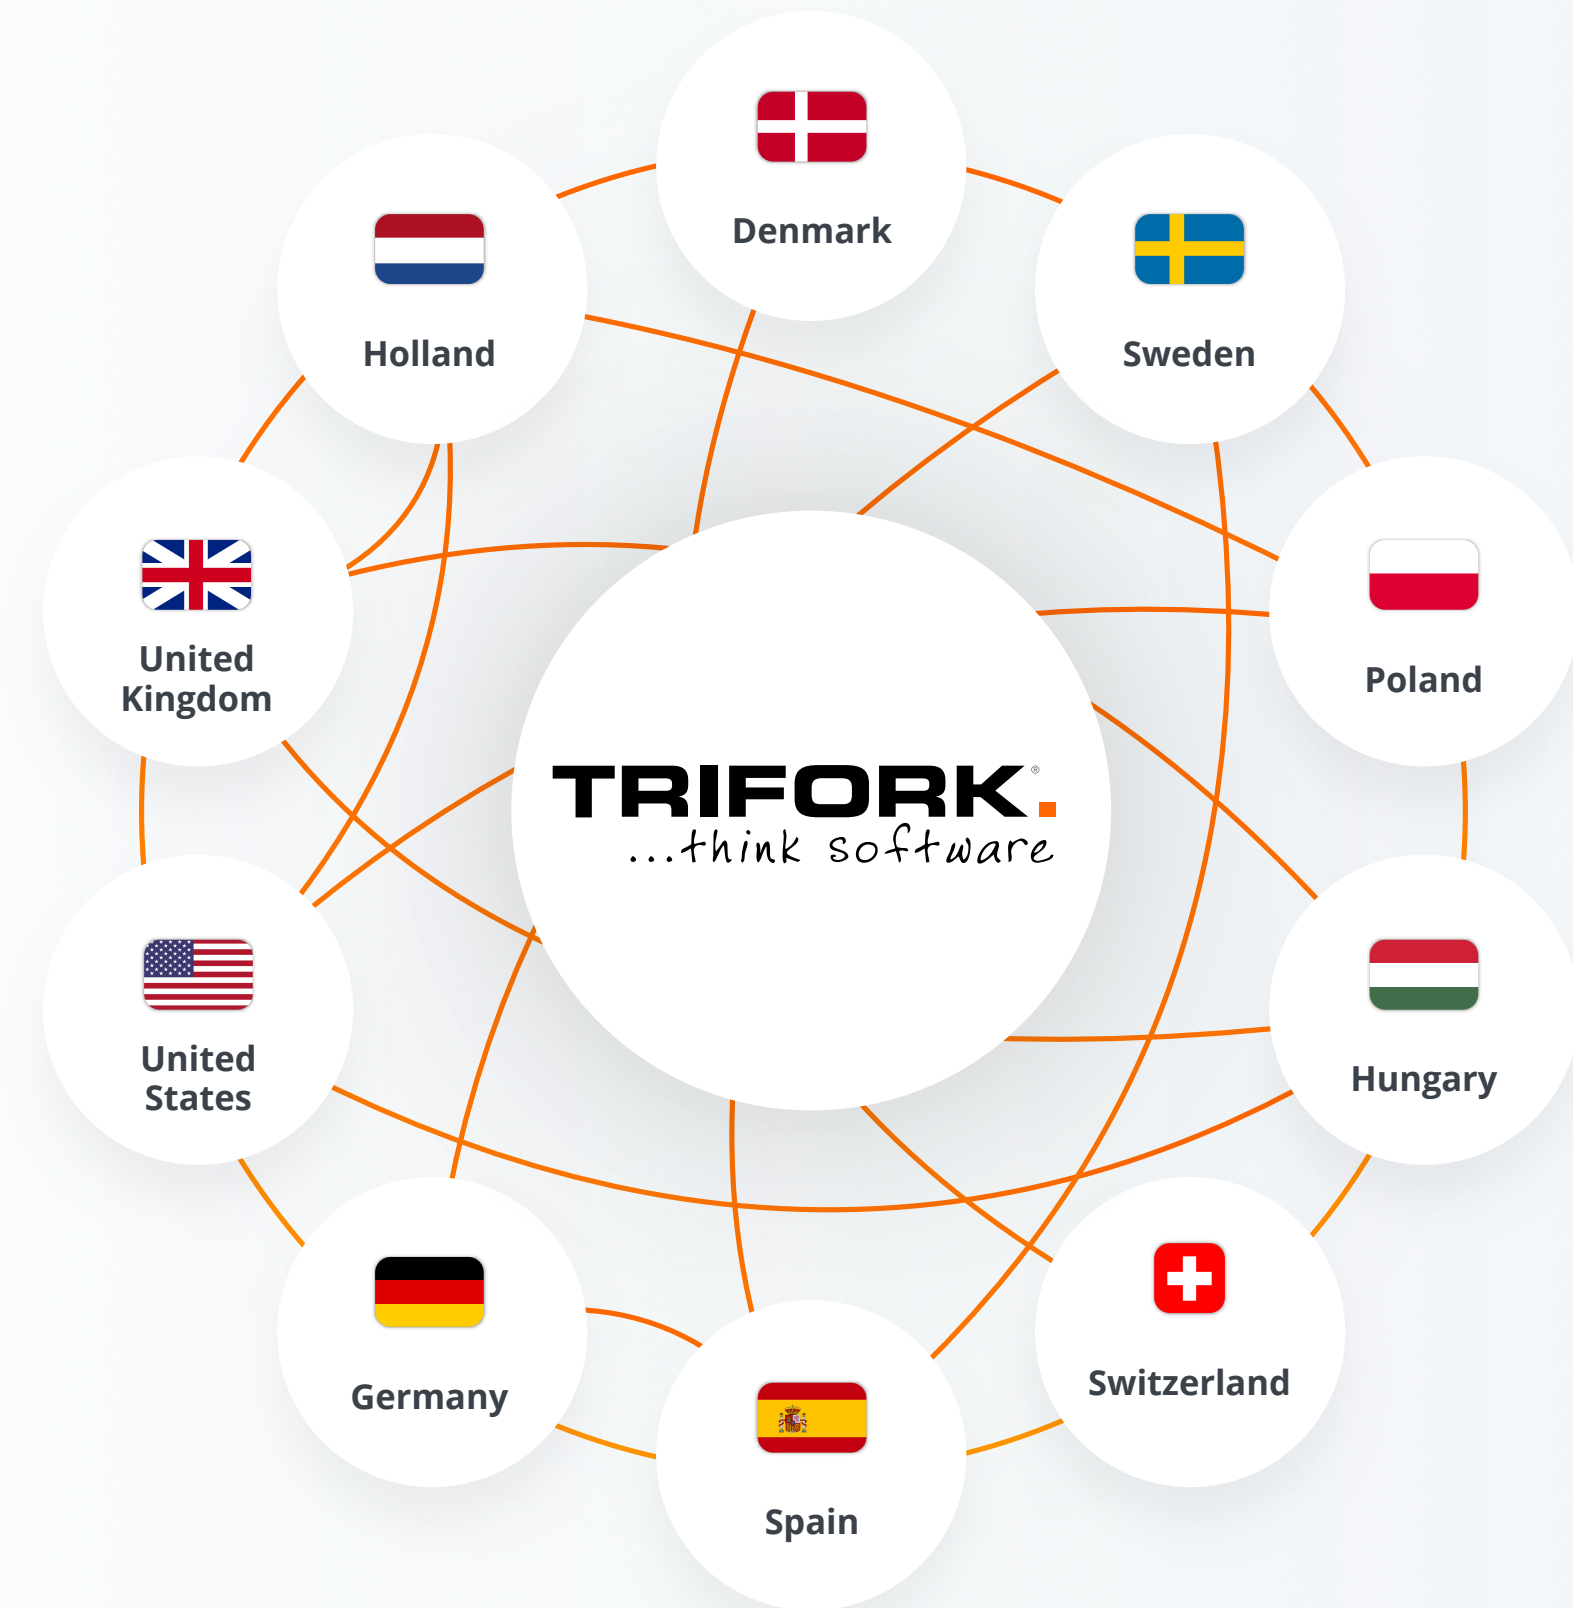 Denmark
Holland
Sweden
United
Kingdom
Poland
TRIFORK.®
...think software
United
States
Hungary
Germany
Switzerland
Spain